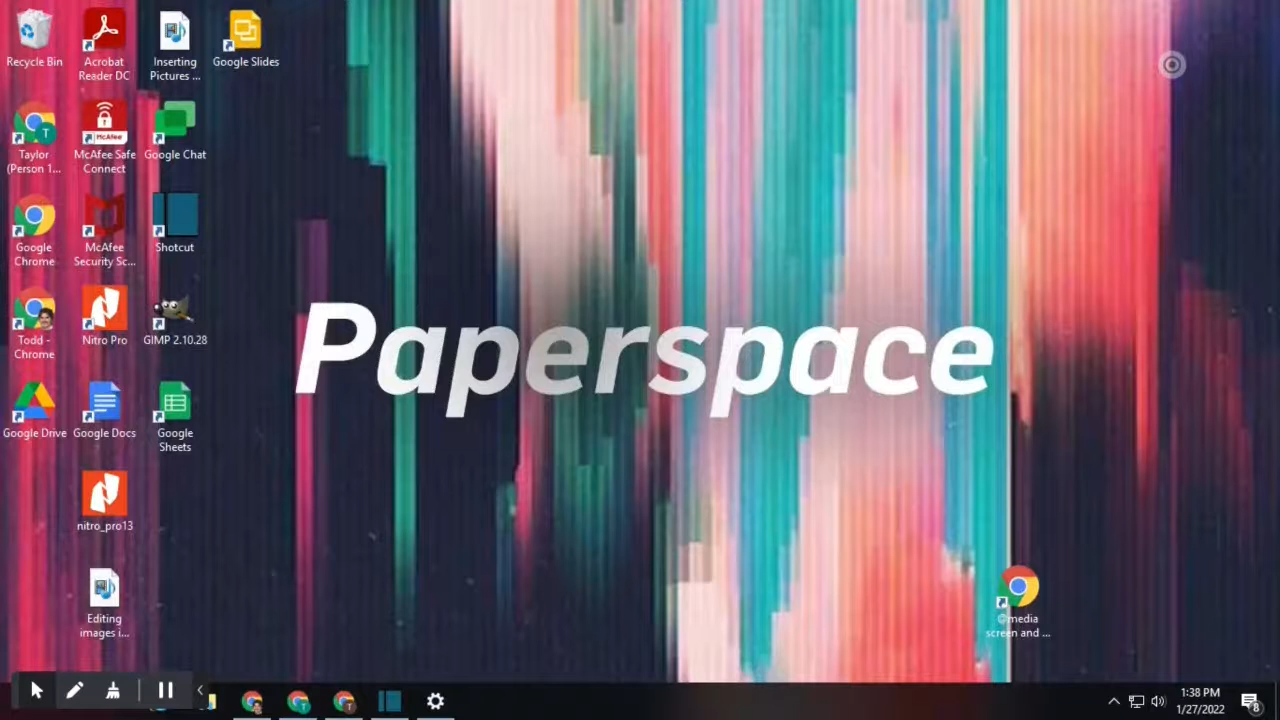 Recycle Bin
Acrobat
Reader DC
Inserting
Pictures ...
Google Slides
Taylor
(Person 1...
McAfee
McAfee Safe
Connect
Google Chat
Google
Chrome
McAfee
Security Sc...
Shotcut
Todd -
Chrome
Nitro Pro
GIMP 2.10.28
Paperspace
Google Drive
Google Docs
Google
Sheets
nitro_pro13
Editing
images i...
@media
screen and ...
1:38 PM
1/27/2022
8
T
T
T